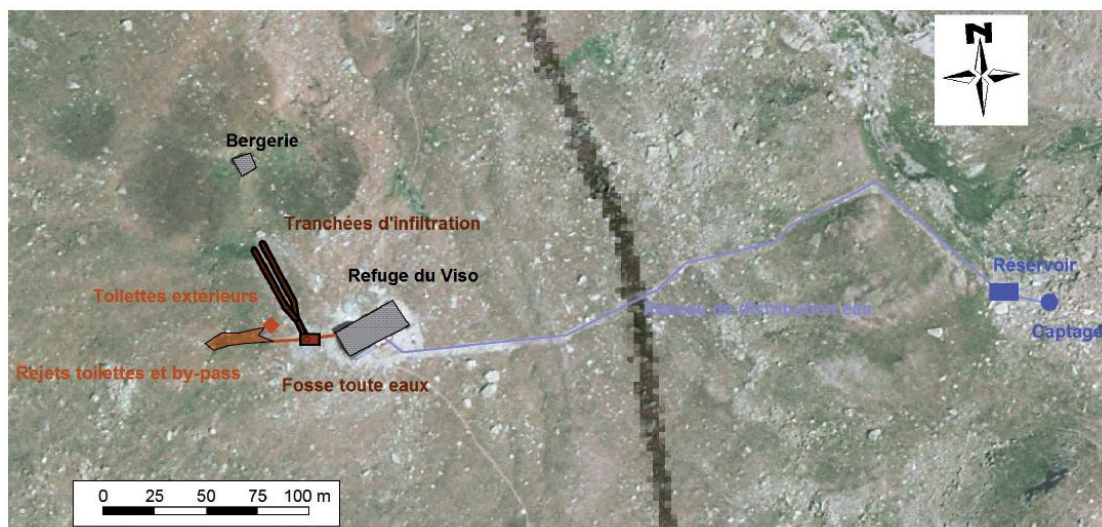 N
Bergerie
Tranchées d'infiltration
Refuge du Viso
Toilettes extérieurs
Réservoir
Réseau de distribution eau
Captage
Rejets toilettes et by-pass
Fosse toute eaux
0 25 50 75 100 m